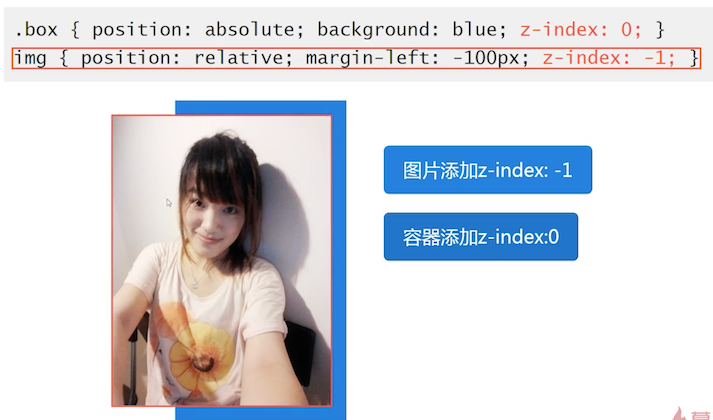 .box { position: absolute; background: blue; z-index: 0; }
img { position: relative; margin-left: -100px; z-index: -1; }
图片添加z-index: -1
容器添加z-index:0